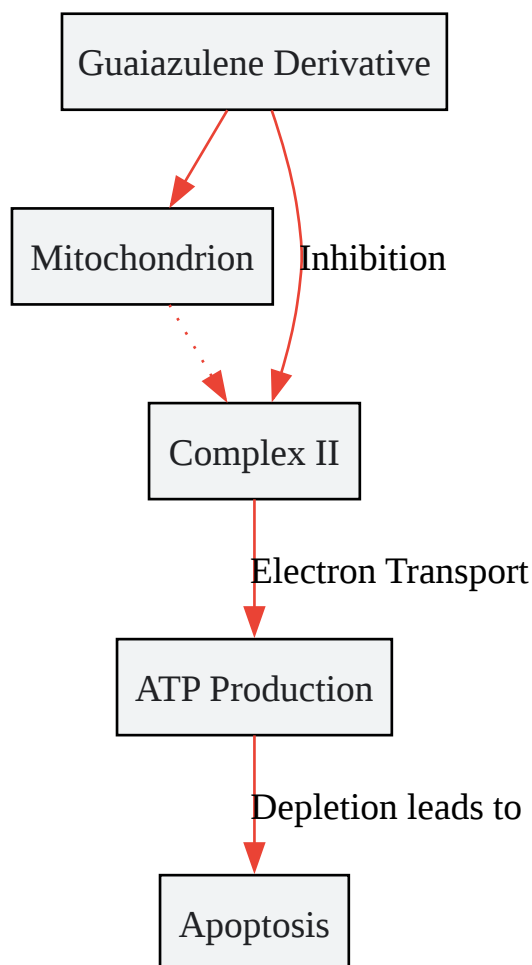 Guaiazulene Derivative
Mitochondrion
Inhibition
Complex II
Electron Transport
ATP Production
Depletion leads to
Apoptosis